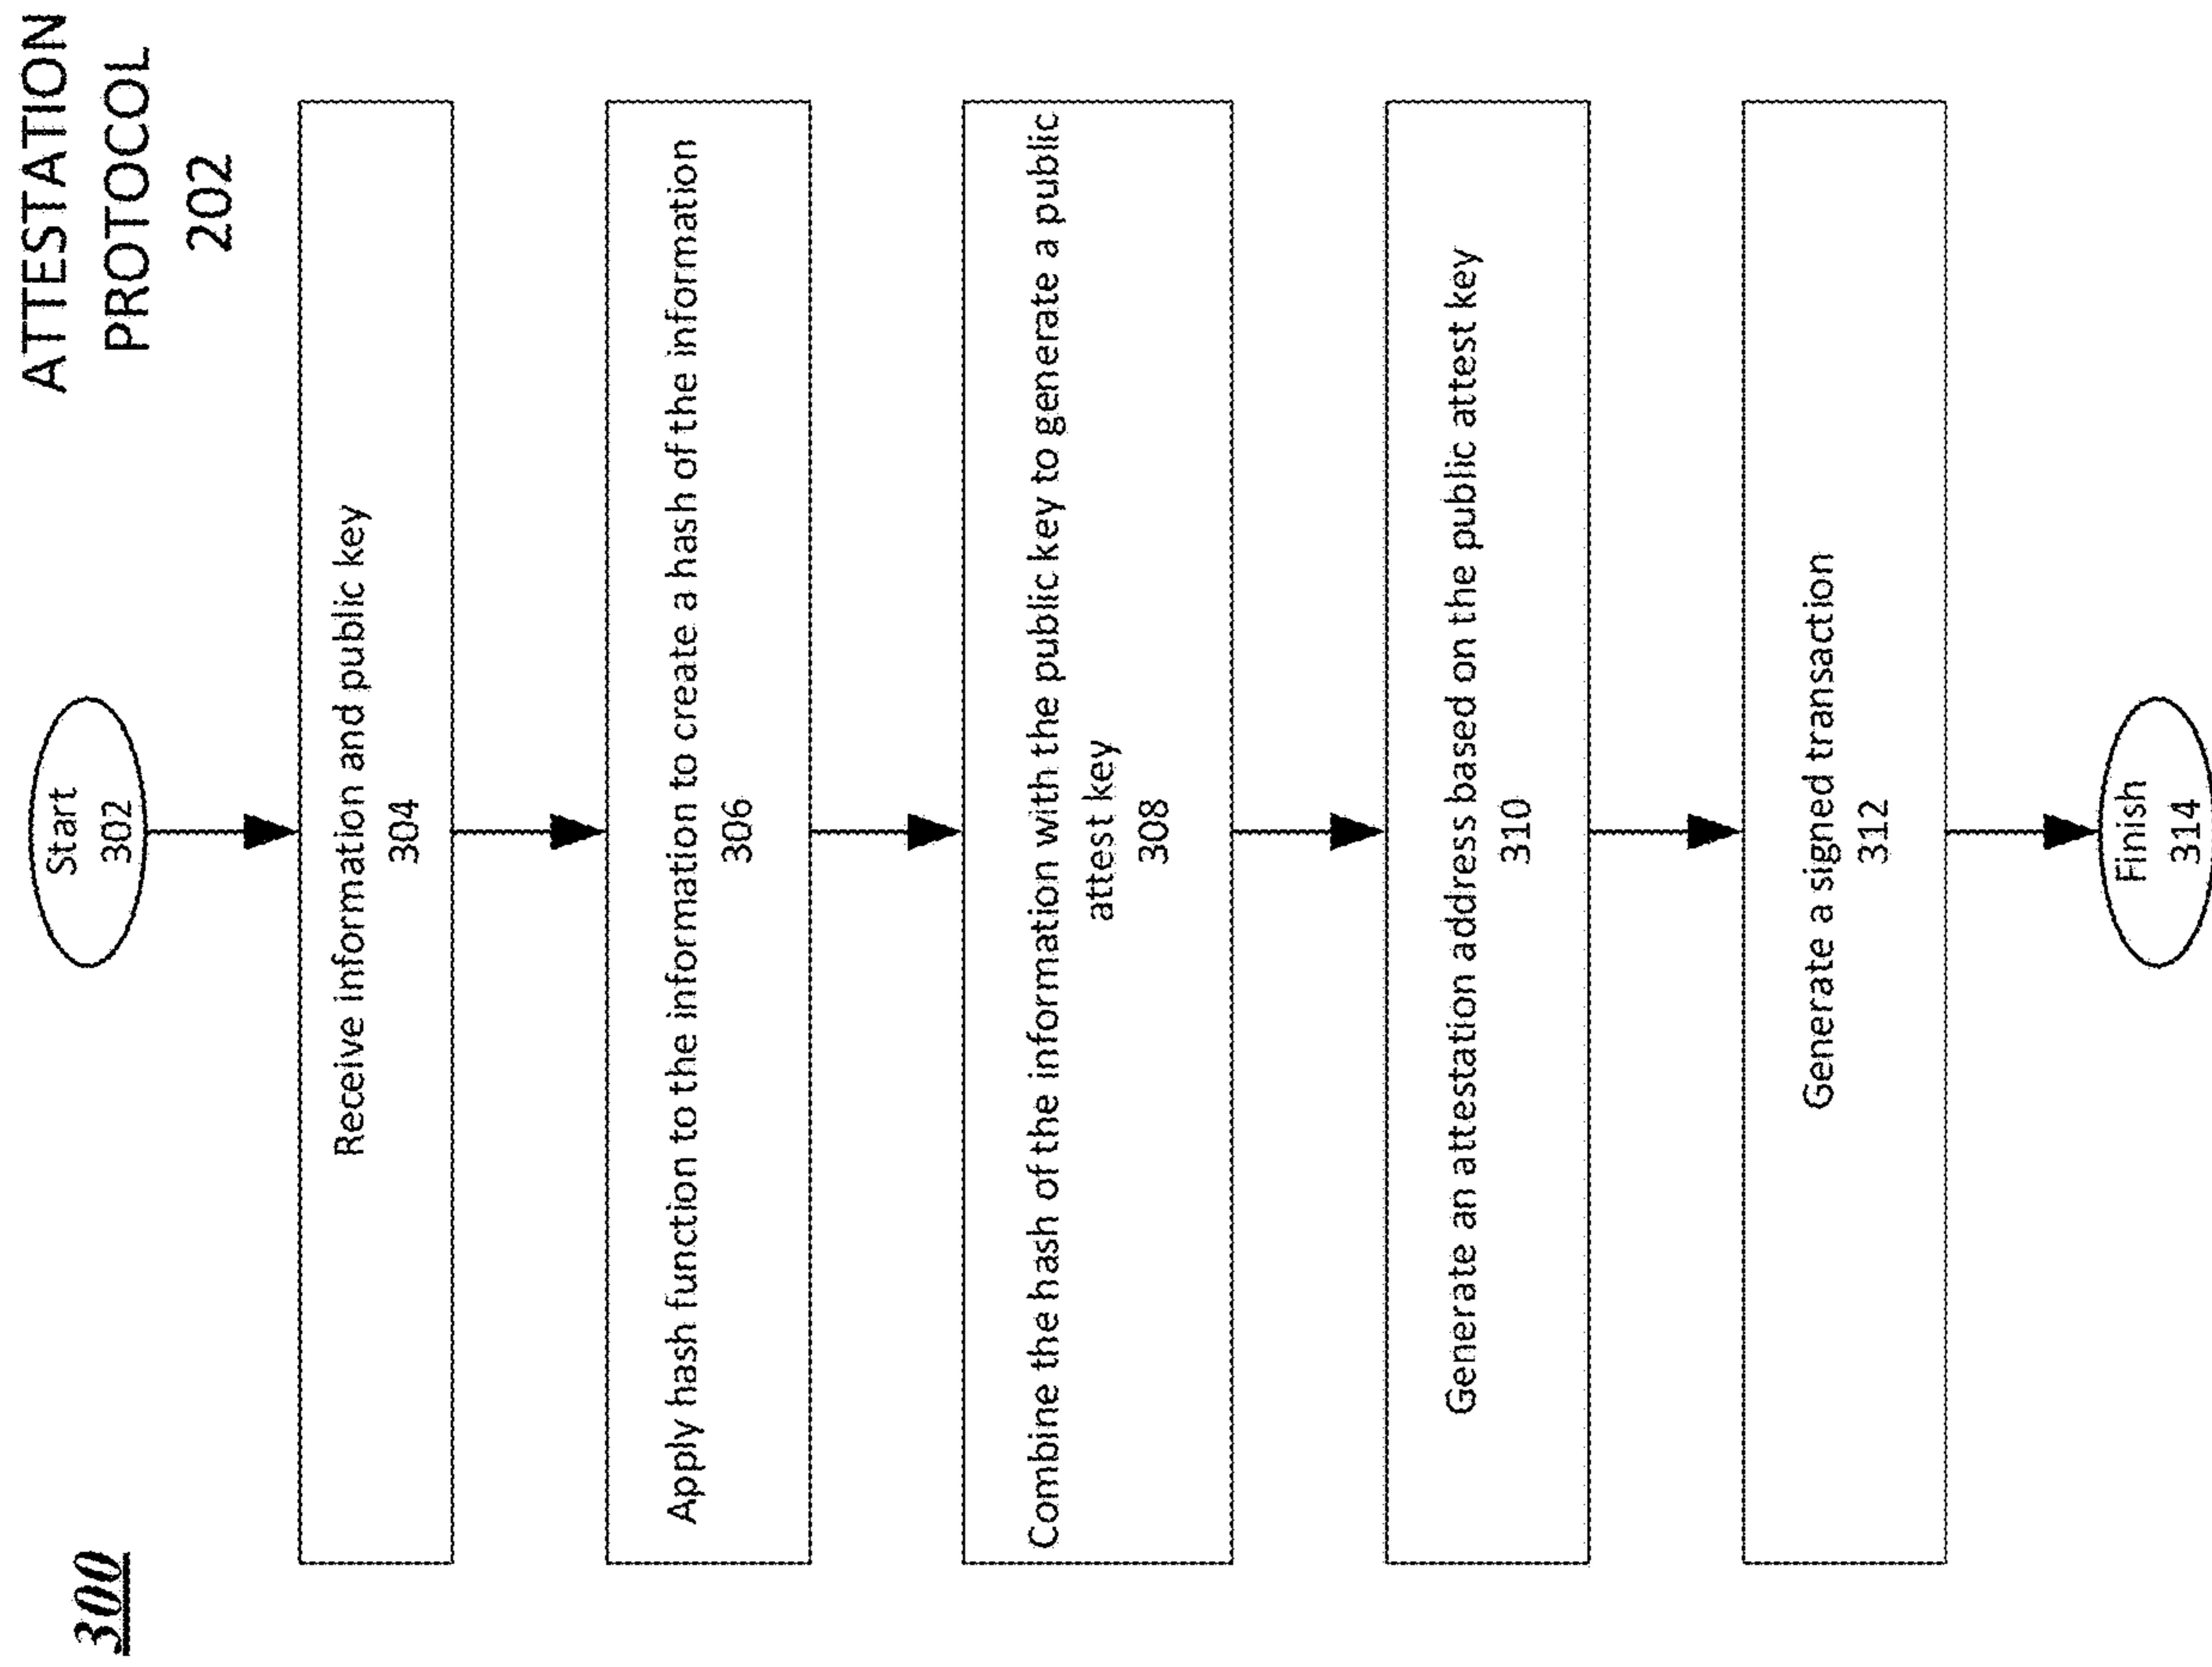 300
ATTESTATION
PROTOCOL
202
Start
302
Receive information and public key
304
Apply hash function to the information to create a hash of the information
306
Combine the hash of the information with the public key to generate a public
attest key
308
Generate an attestation address based on the public attest key
310
Generate a signed transaction
312
Finish
314